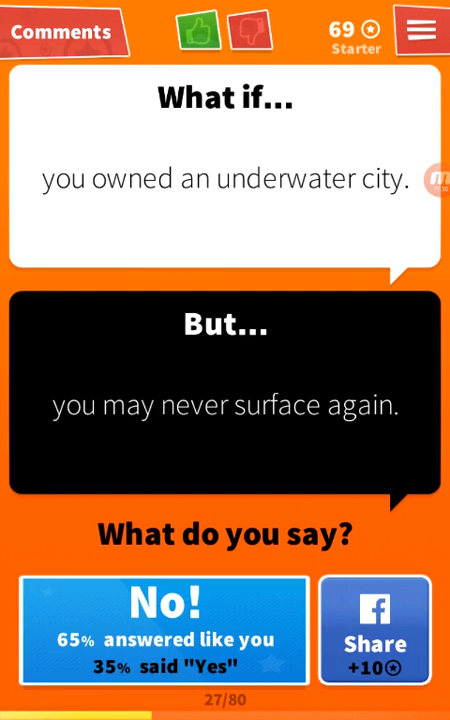 Comments
69
Starter
What if...
you owned an underwater city.
But...
you may never surface again.
What do you say?
No!
65% answered like you
35% said "Yes"
Share
+10
27/80